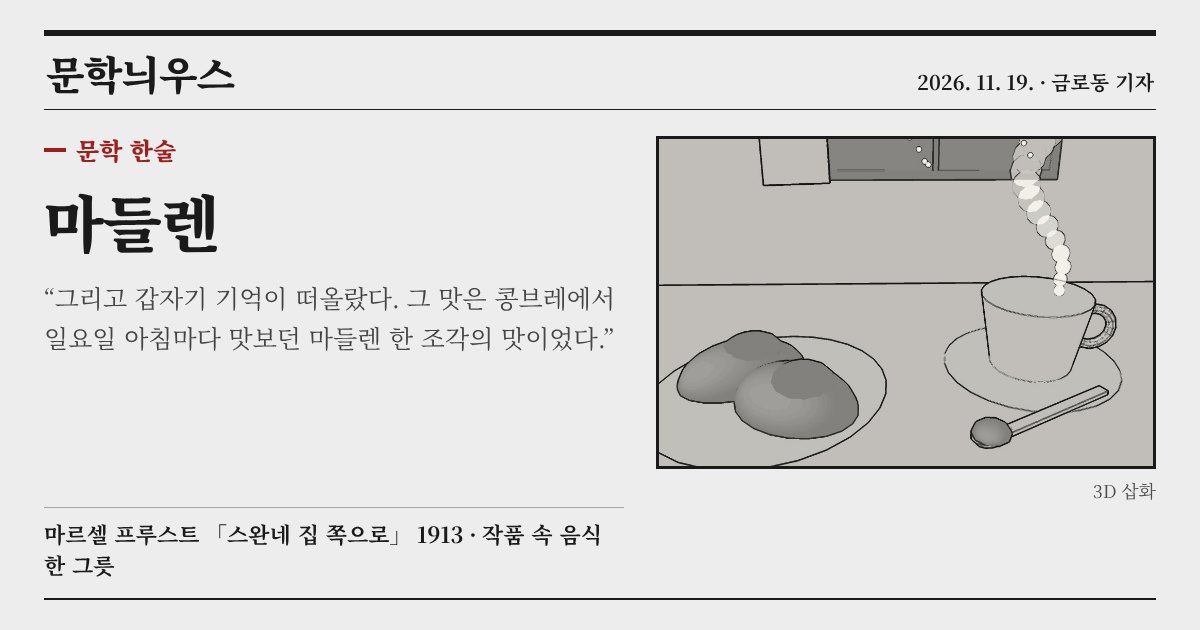 문학늬우스
2026. 11. 19. · 금로동 기자
문학 한술
마들렌
“그리고 갑자기 기억이 떠올랐다. 그 맛은 콩브레에서
일요일 아침마다 맛보던 마들렌 한 조각의 맛이었다.”
3D 삽화
마르셀 프루스트 「스완네 집 쪽으로」 1913 · 작품 속 음식
한 그릇